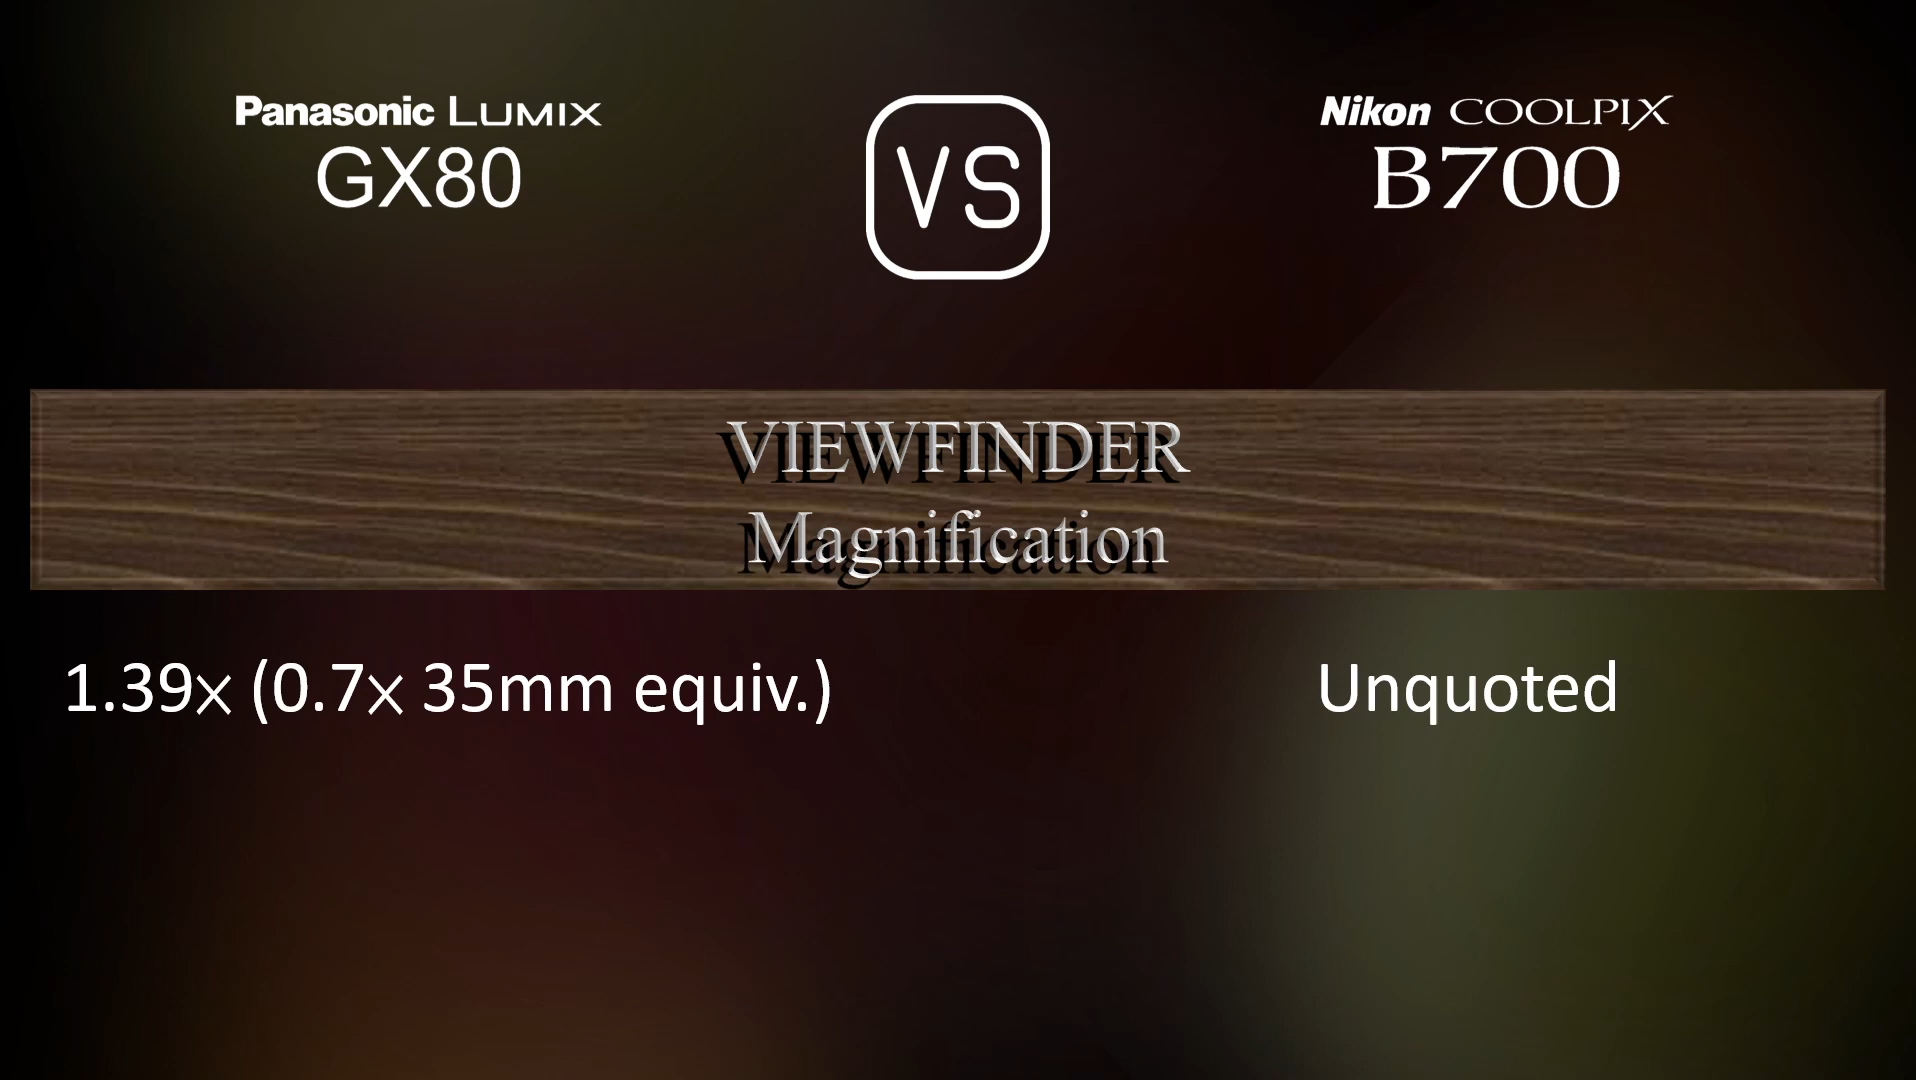 Panasonic LUMIX
GX80
VS
Nikon COOLPIX
B700
VIEWFINDER
Magnification
1.39x (0.7x 35mm equiv.)
Unquoted